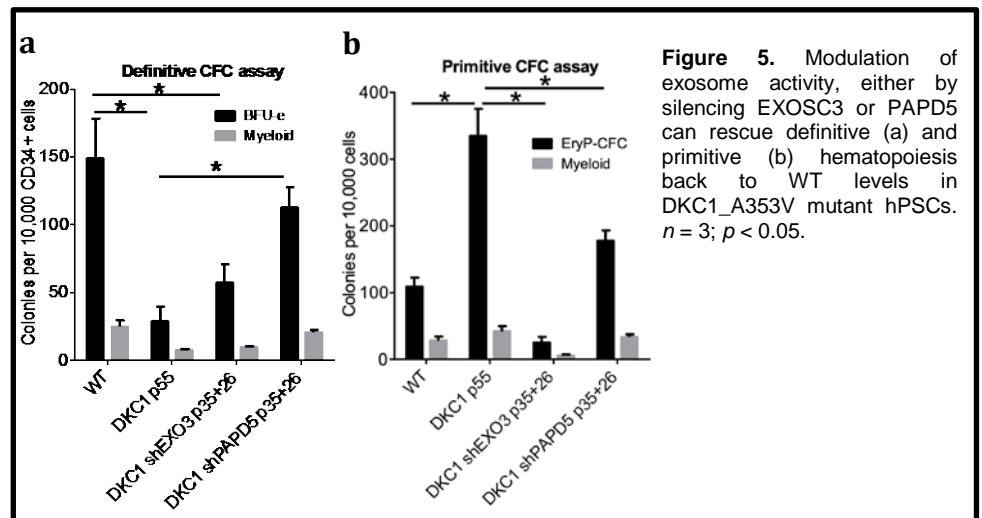 a
Definitive CFC assay
200
150
100
50
0
Colonies per 10,000 CD34+ cells
*
*
*
BFU-e
Myeloid
WT
DKC1 p55
DKC1 shEXO3 p35+26
DKC1 shPAPD5 p35+26
b
Primitive CFC assay
400
300
200
100
0
Colonies per 10,000 cells
*
*
*
EryP-CFC
Myeloid
WT
DKC1 p55
DKC1 shEXO3 p35+26
DKC1 shPAPD5 p35+26
Figure 5. Modulation of
exosome activity, either by
silencing EXOSC3 or PAPD5
can rescue definitive (a) and
primitive (b) hematopoiesis
back to WT levels in
DKC1_A353V mutant hPSCs.
n = 3; p < 0.05.